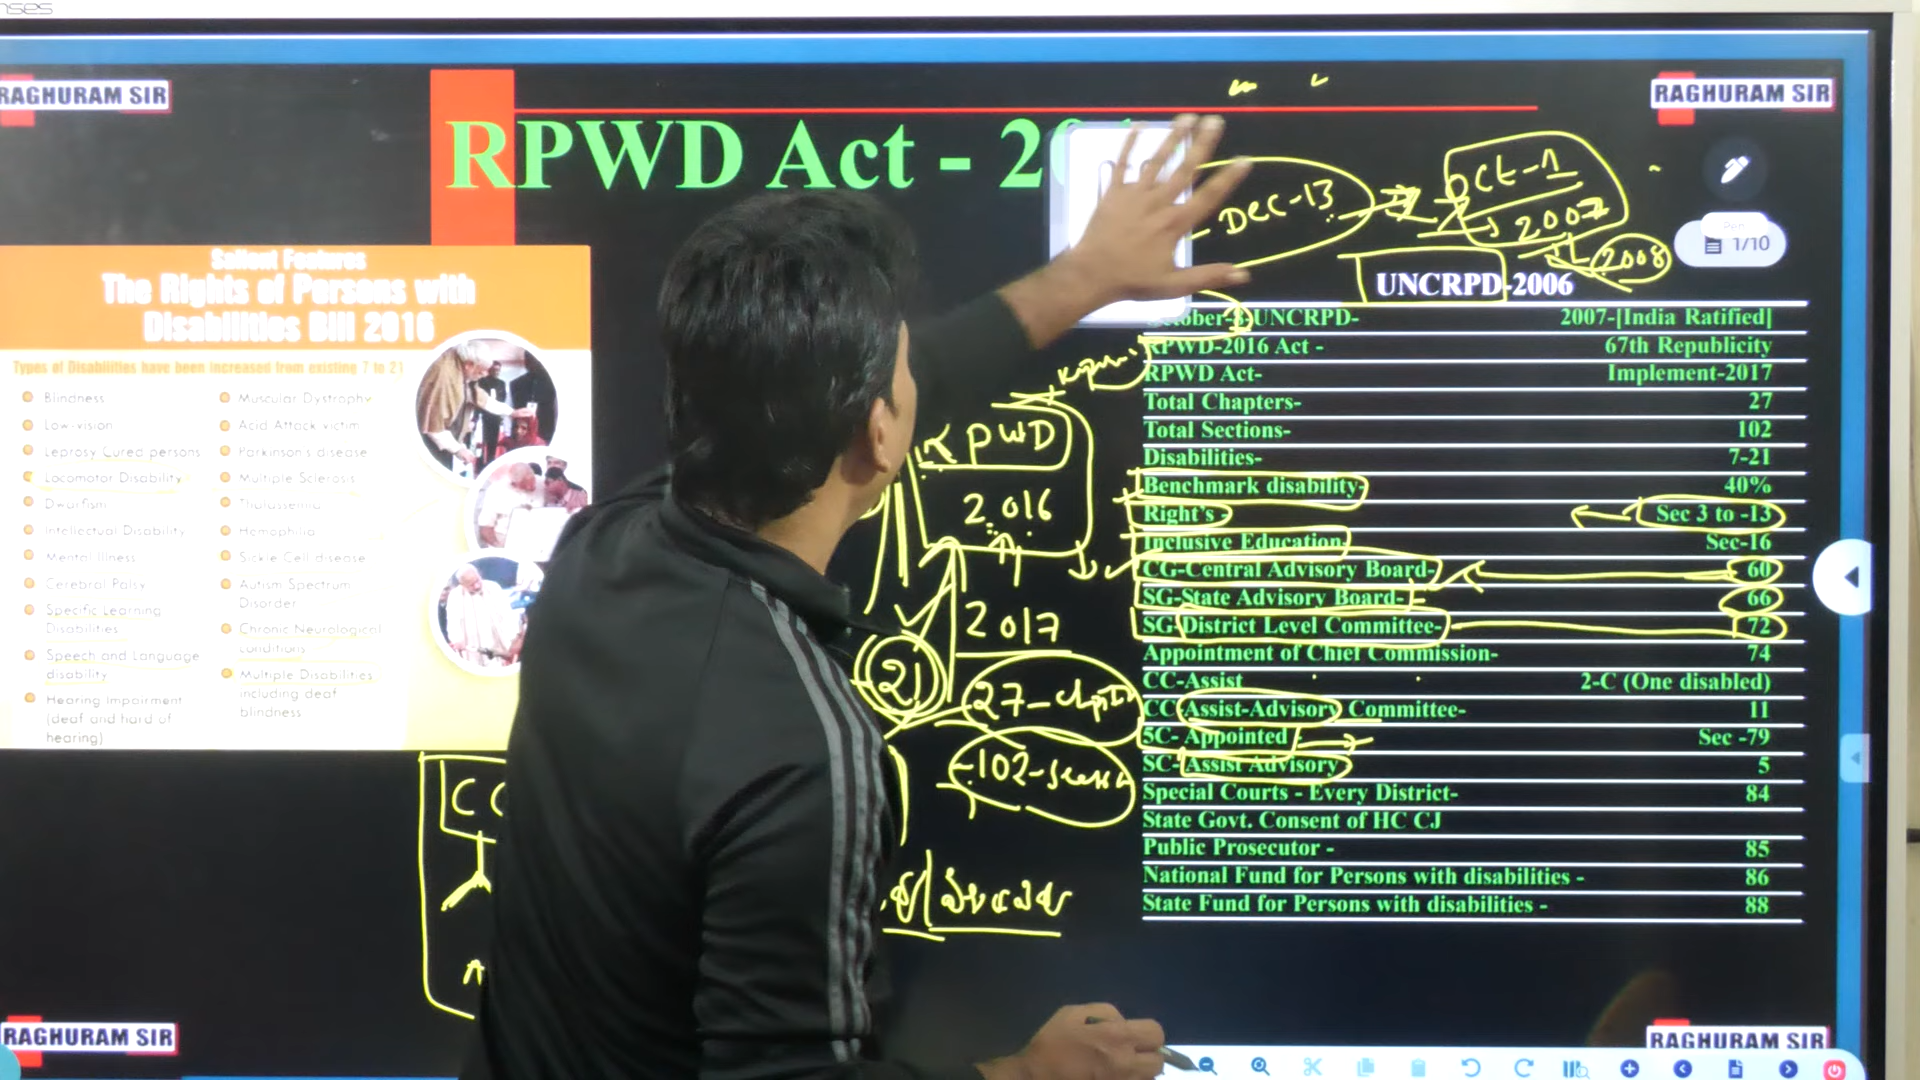 RAGHURAM SIR
RAGHURAM SIR
RPWD Act - 2
Dec-13
Oct-1
2007
2008
1/10
Salient Features
The Rights of Persons with
Disabilities Bill 2016
Types of Disabilities have been increased from existing 7 to 21
Blindness
Low-vision
Leprosy Cured persons
Locomotor Disability
Dwarfism
Intellectual Disability
Mental Illness
Cerebral Palsy
Specific Learning
Disabilities
Speech and Language
disability
Hearing Impairment
(deaf and hard of
hearing)
Muscular Dystrophy
Acid Attack victim
Parkinson's disease
Multiple Sclerosis
Thalassemia
Hemophilia
Sickle Cell disease
Autism Spectrum
Disorder
Chronic Neurological
conditions
Multiple Disabilities
including deaf
blindness
RPWD
2016
2017
21
27-
102-
CC
UNCRPD-2006
UNCRPD- 2007-[India Ratified]
RPWD-2016 Act - 67th Republicity
RPWD Act- Implement-2017
Total Chapters- 27
Total Sections- 102
Disabilities- 7-21
Benchmark disability- 40%
Right's - Sec 3 to -13
Inclusive Education- Sec-16
CG-Central Advisory Board- 60
SG-State Advisory Board- 66
SG-District Level Committee- 72
Appointment of Chief Commission- 74
CC-Assist 2-C (One disabled)
CC-Assist-Advisory Committee- 11
5C- Appointed Sec -79
SC-Assist Advisory 5
Special Courts - Every District- 84
State Govt. Consent of HC CJ
Public Prosecutor - 85
National Fund for Persons with disabilities - 86
State Fund for Persons with disabilities - 88
RAGHURAM SIR
RAGHURAM SIR